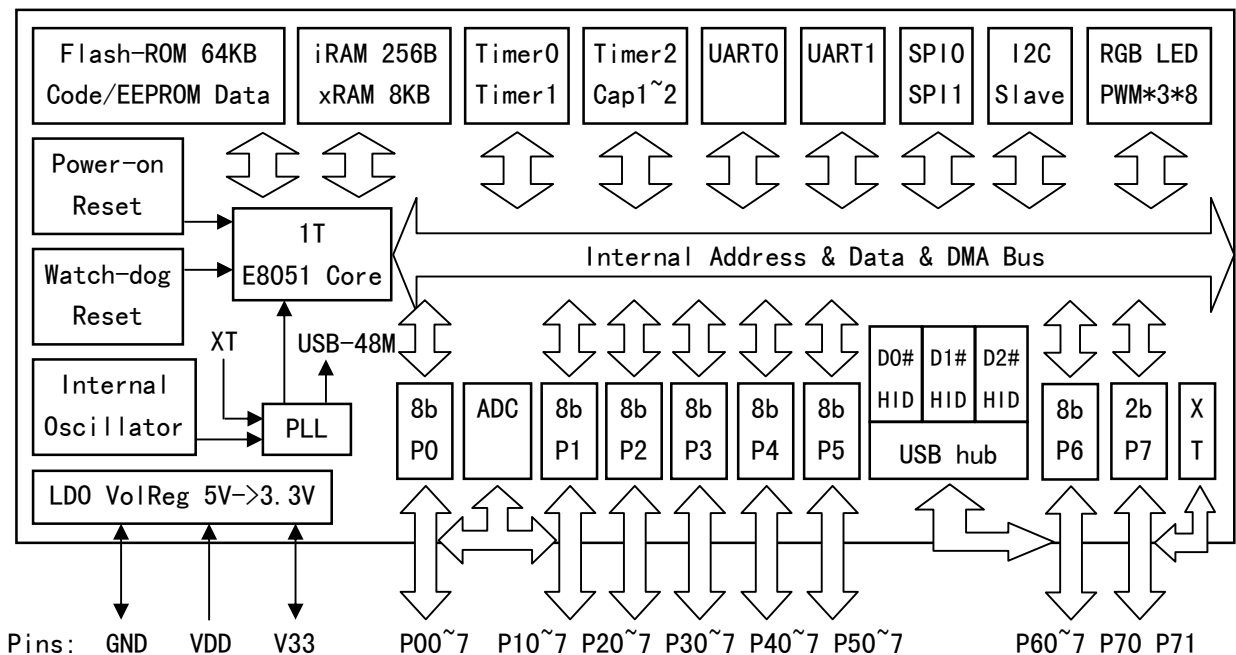 Flash-ROM 64KB
Code/EEPROM Data
iRAM 256B
xRAM 8KB
Timer0
Timer1
Timer2
Cap1~2
UART0
UART1
SPI0
SPI1
I2C
Slave
RGB LED
PWM*3*8
Power-on
Reset
1T
E8051 Core
Internal Address & Data & DMA Bus
Watch-dog
Reset
XT
USB-48M
Internal
Oscillator
PLL
8b
P0
ADC
8b
P1
8b
P2
8b
P3
8b
P4
8b
P5
D0#
HID
D1#
HID
D2#
HID
USB hub
8b
P6
2b
P7
X
T
LDO VolReg 5V->3.3V
Pins: GND VDD V33 P00~7 P10~7 P20~7 P30~7 P40~7 P50~7 P60~7 P70 P71